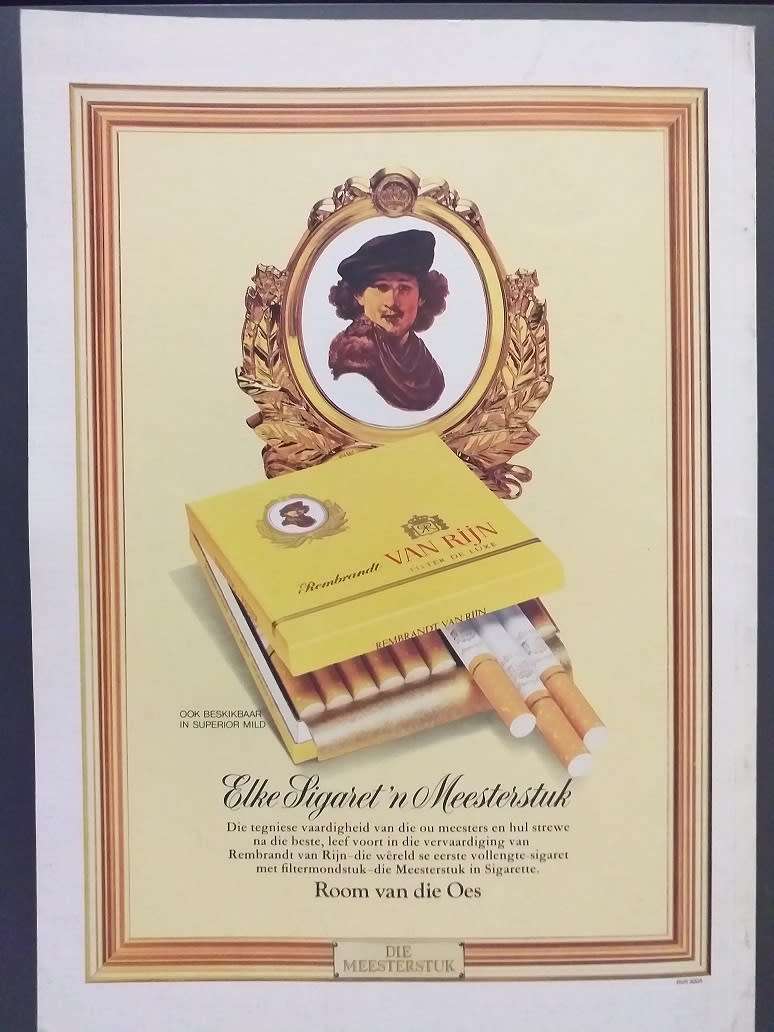 Rembrandt
VAN RIJN
FILTER DE LUXE
REMBRANDT VAN RIJN
OOK BESKIKBAAR
IN SUPERIOR MILD
Elke Sigaret 'n Meesterstuk
Die tegniese vaardigheid van die ou meesters en hul strewe
na die beste, leef voort in die vervaardiging van
Rembrandt van Rijn–die wêreld se eerste vollengte-sigaret
met filtermondstuk–die Meesterstuk in Sigarette.
Room van die Oes
DIE
MEESTERSTUK